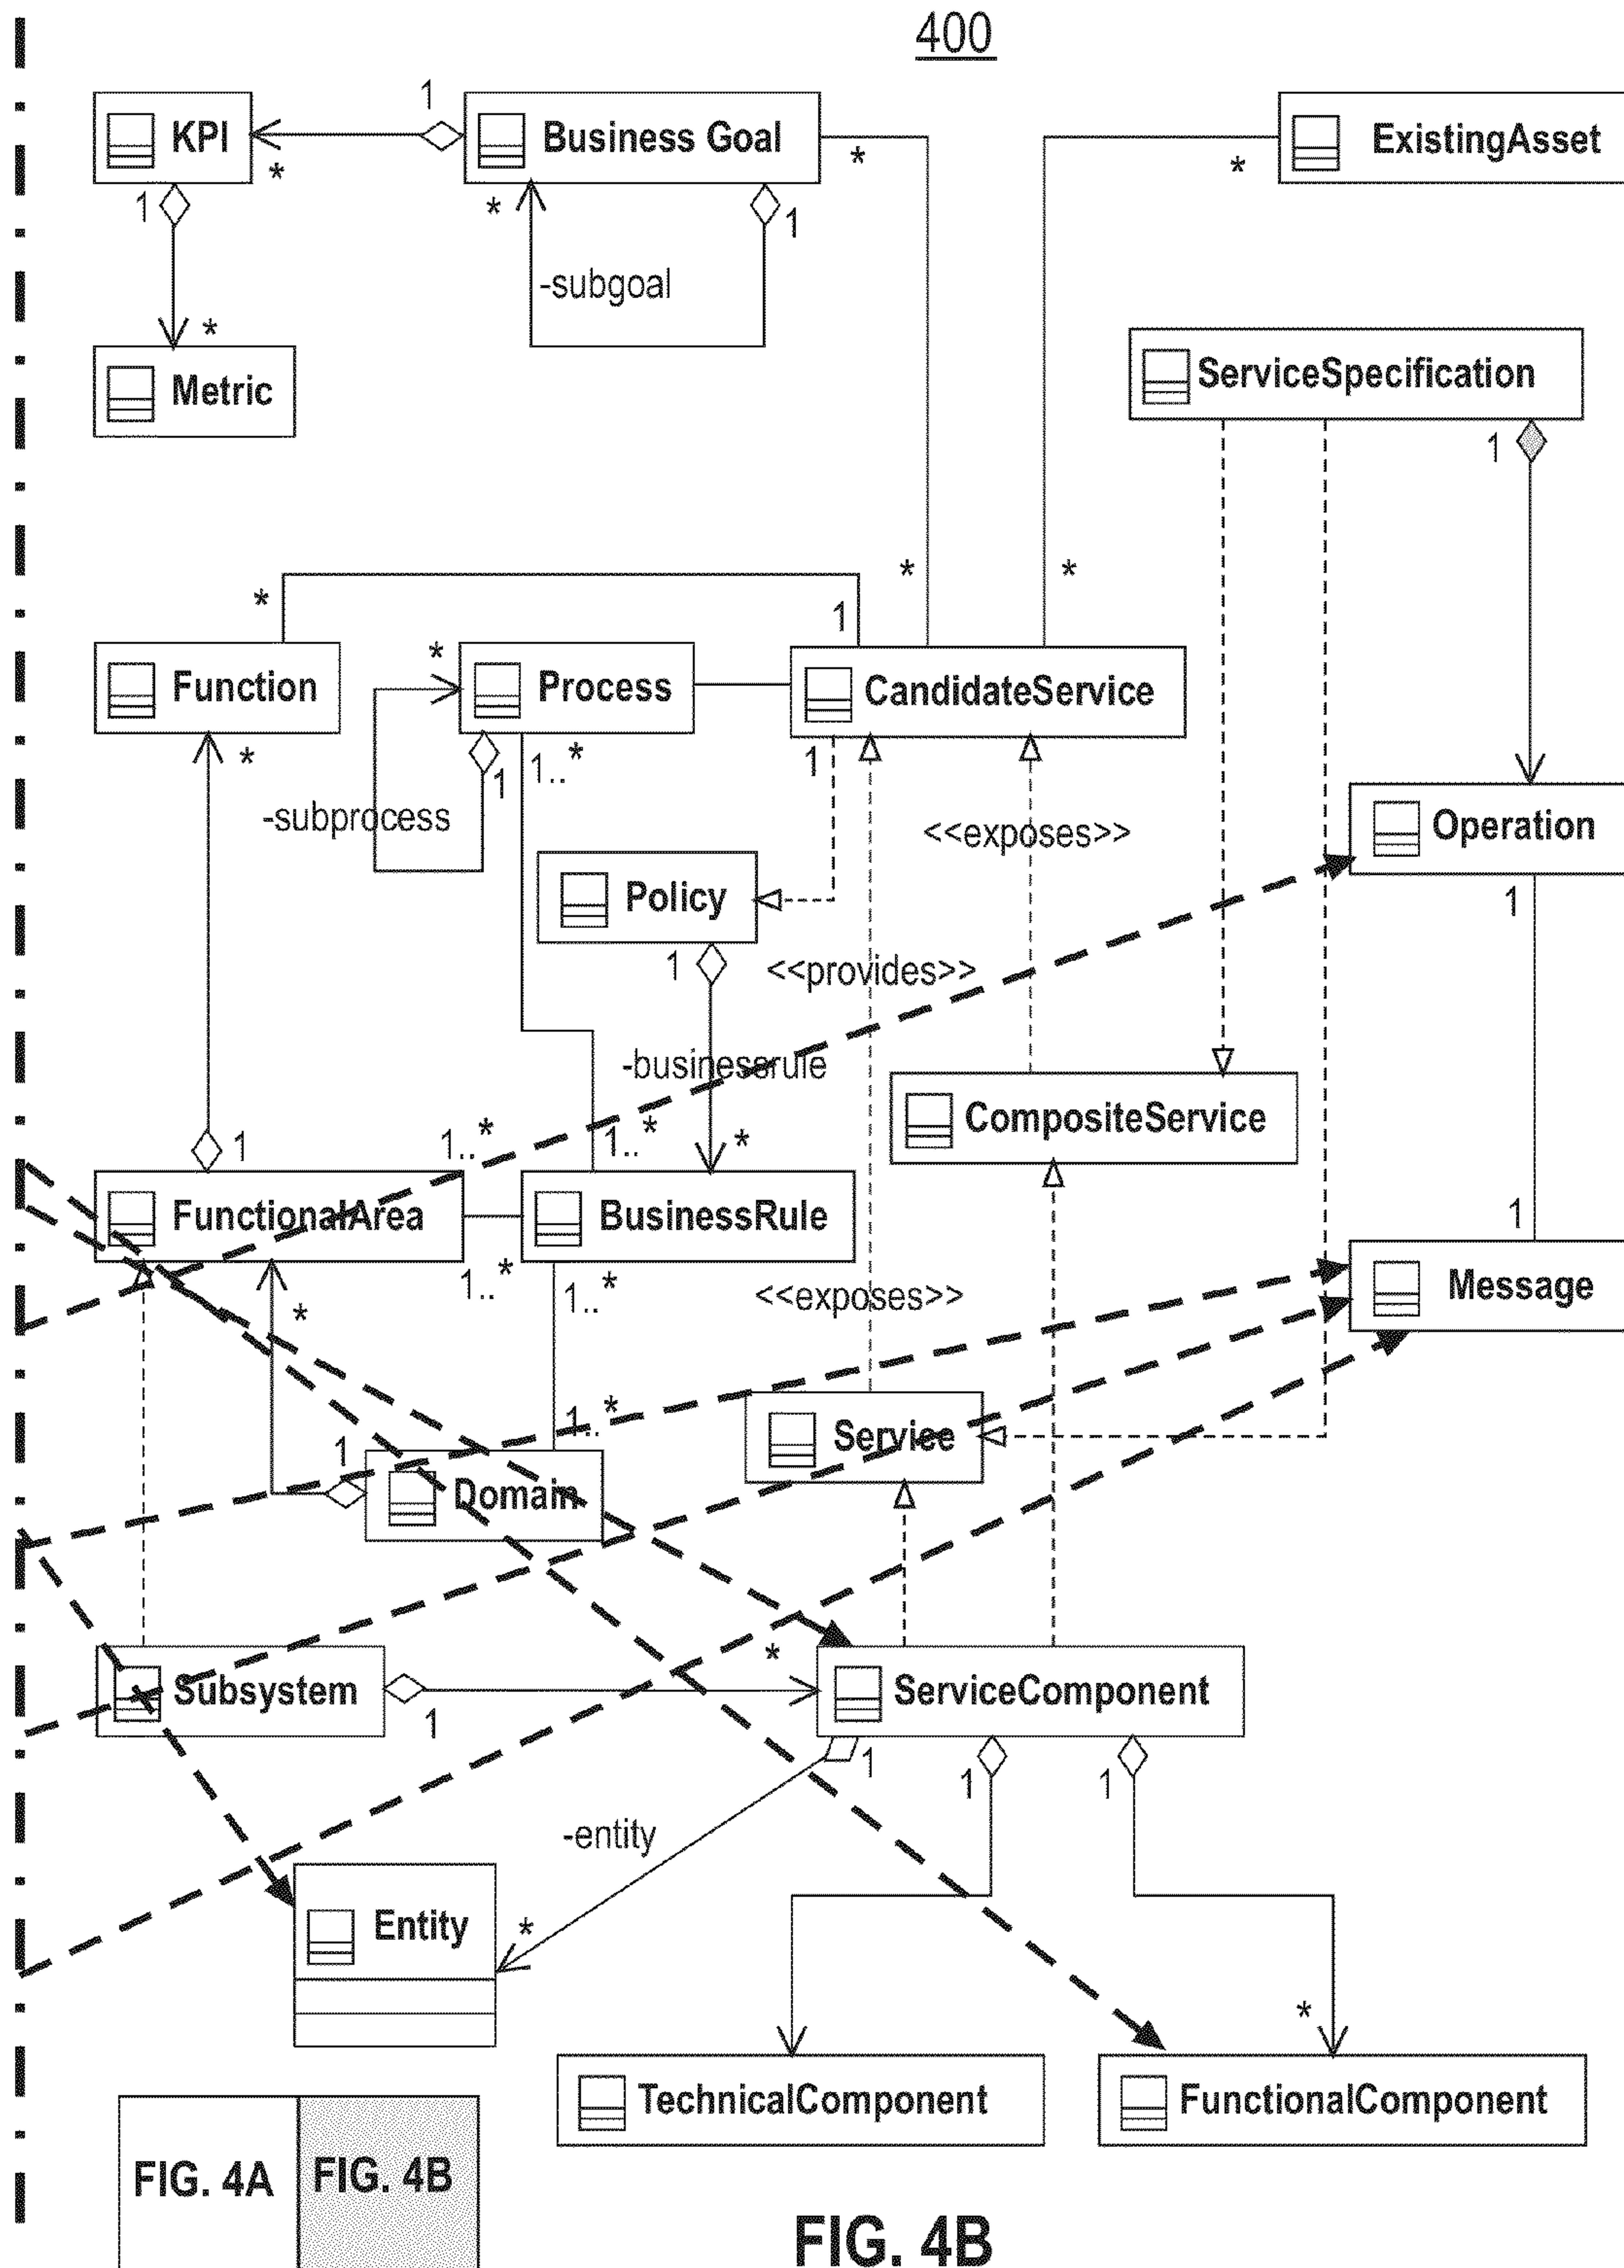 400
1
KPI
Business Goal
ExistingAsset
*
*
*
1
*
1
-subgoal
*
Metric
ServiceSpecification
1
*
*
*
1
*
Function
Process
CandidateService
*
1
1..*
1
-subprocess
<<exposes>>
Operation
Policy
1
1
<<provides>>
-businessrule
CompositeService
1
1..*
1..*
*
FunctionalArea
BusinessRule
1
1..*
1..*
*
<<exposes>>
Message
1..*
1
Service
Domain
*
Subsystem
ServiceComponent
1
1
1
1
-entity
*
Entity
*
TechnicalComponent
FunctionalComponent
FIG. 4A
FIG. 4B
FIG. 4B